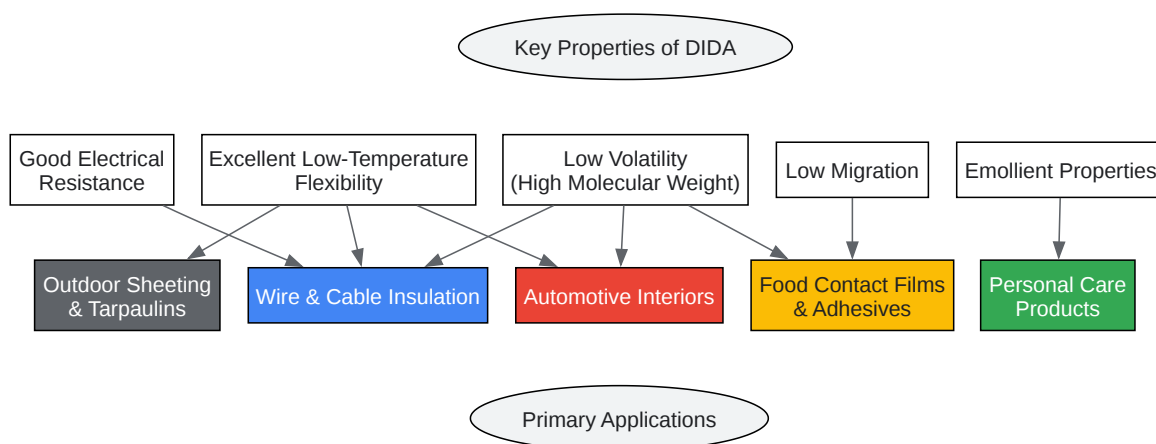 Key Properties of DIDA
Good Electrical
Resistance
Excellent Low-Temperature
Flexibility
Low Volatility
(High Molecular Weight)
Low Migration
Emollient Properties
Outdoor Sheeting
& Tarpaulins
Wire & Cable Insulation
Automotive Interiors
Food Contact Films
& Adhesives
Personal Care
Products
Primary Applications